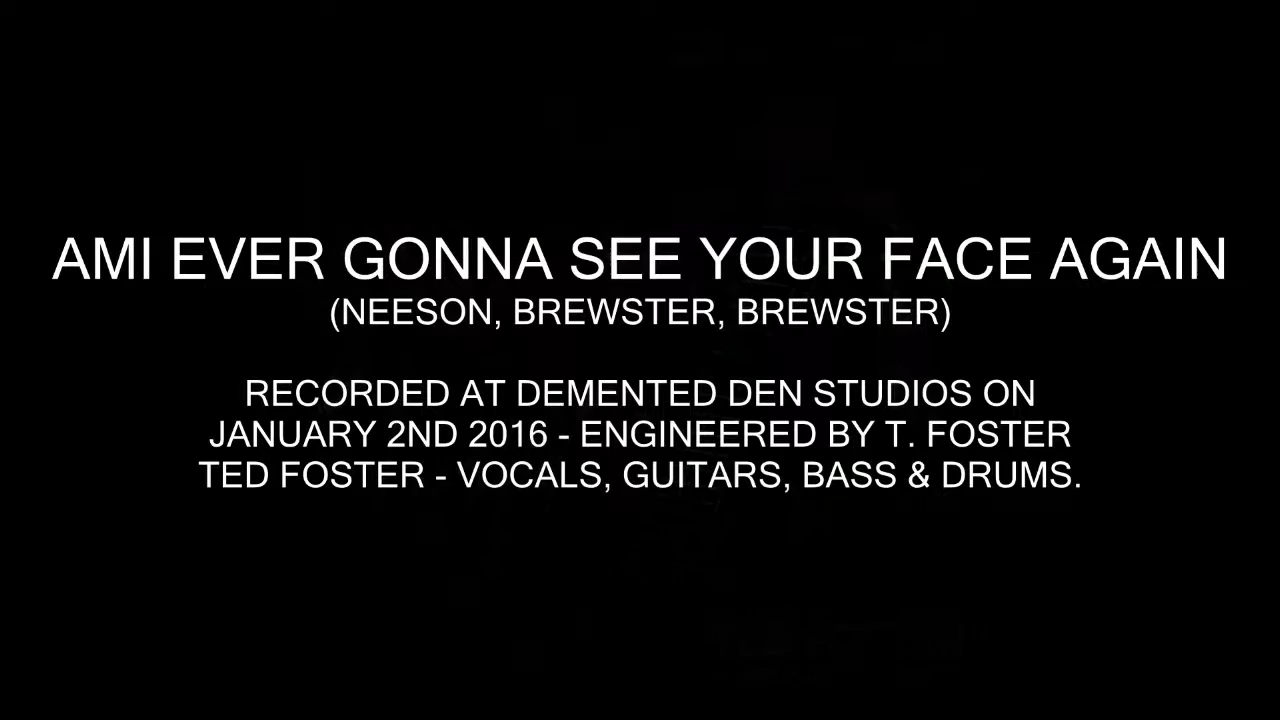 AMI EVER GONNA SEE YOUR FACE AGAIN
(NEESON, BREWSTER, BREWSTER)
RECORDED AT DEMENTED DEN STUDIOS ON
JANUARY 2ND 2016 - ENGINEERED BY T. FOSTER
TED FOSTER - VOCALS, GUITARS, BASS & DRUMS.